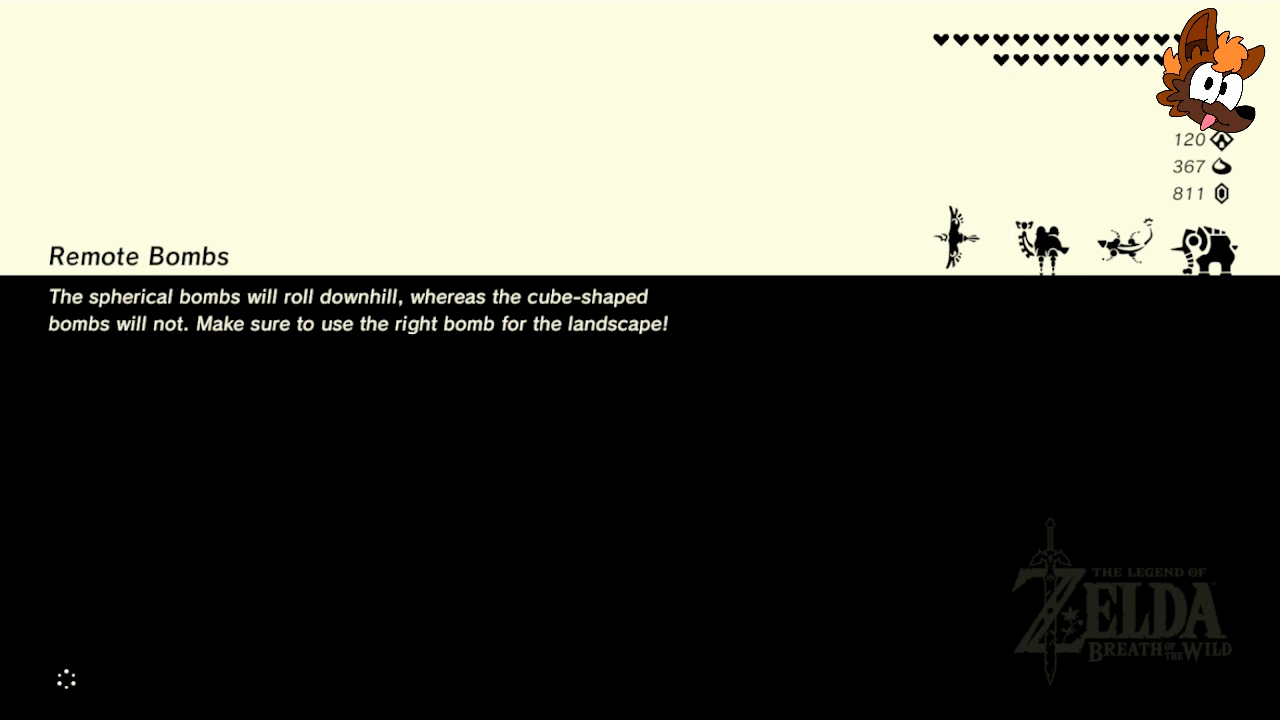 120
367
811
Remote Bombs
The spherical bombs will roll downhill, whereas the cube-shaped
bombs will not. Make sure to use the right bomb for the landscape!
THE LEGEND OF
ZELDA
BREATH OF THE WILD